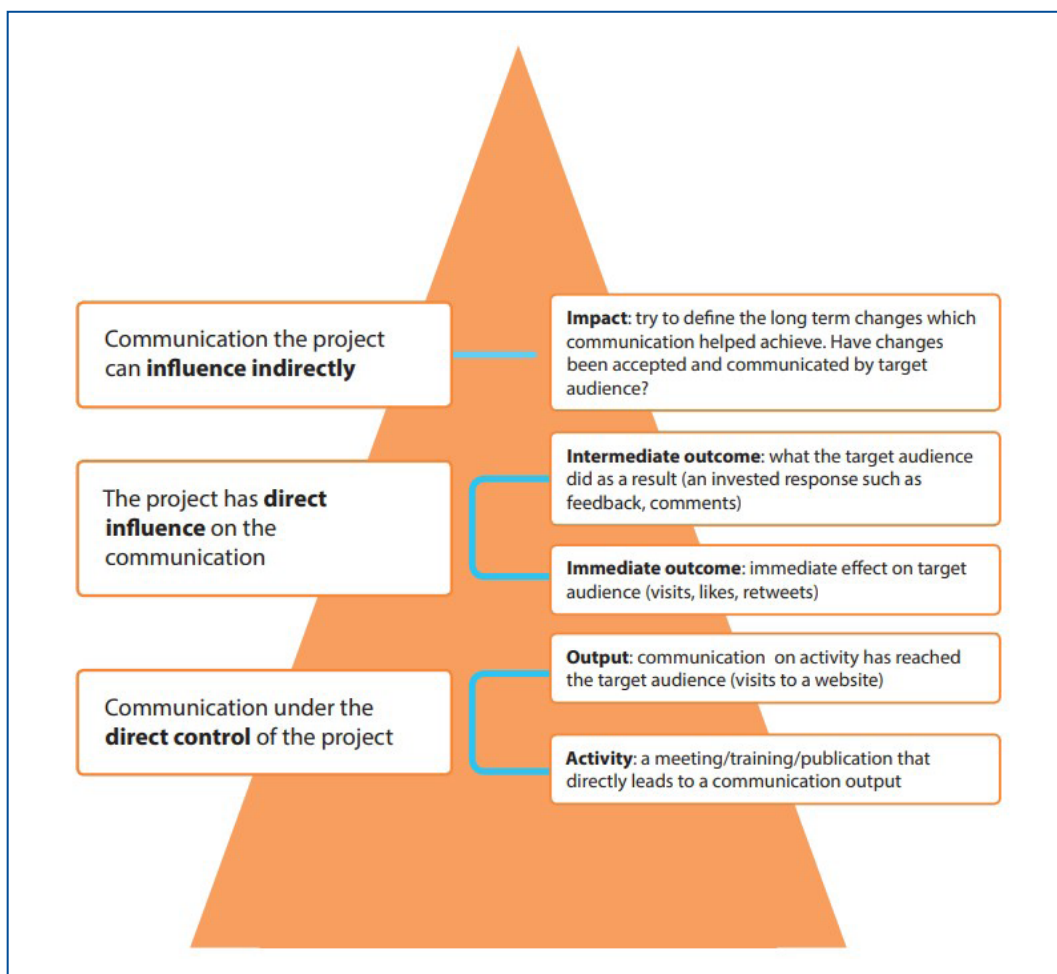 Communication the project
can influence indirectly
Impact: try to define the long term changes which
communication helped achieve. Have changes
been accepted and communicated by target
audience?
The project has direct
influence on the
communication
Intermediate outcome: what the target audience
did as a result (an invested response such as
feedback, comments)
Immediate outcome: immediate effect on target
audience (visits, likes, retweets)
Communication under the
direct control of the project
Output: communication on activity has reached
the target audience (visits to a website)
Activity: a meeting/training/publication that
directly leads to a communication output